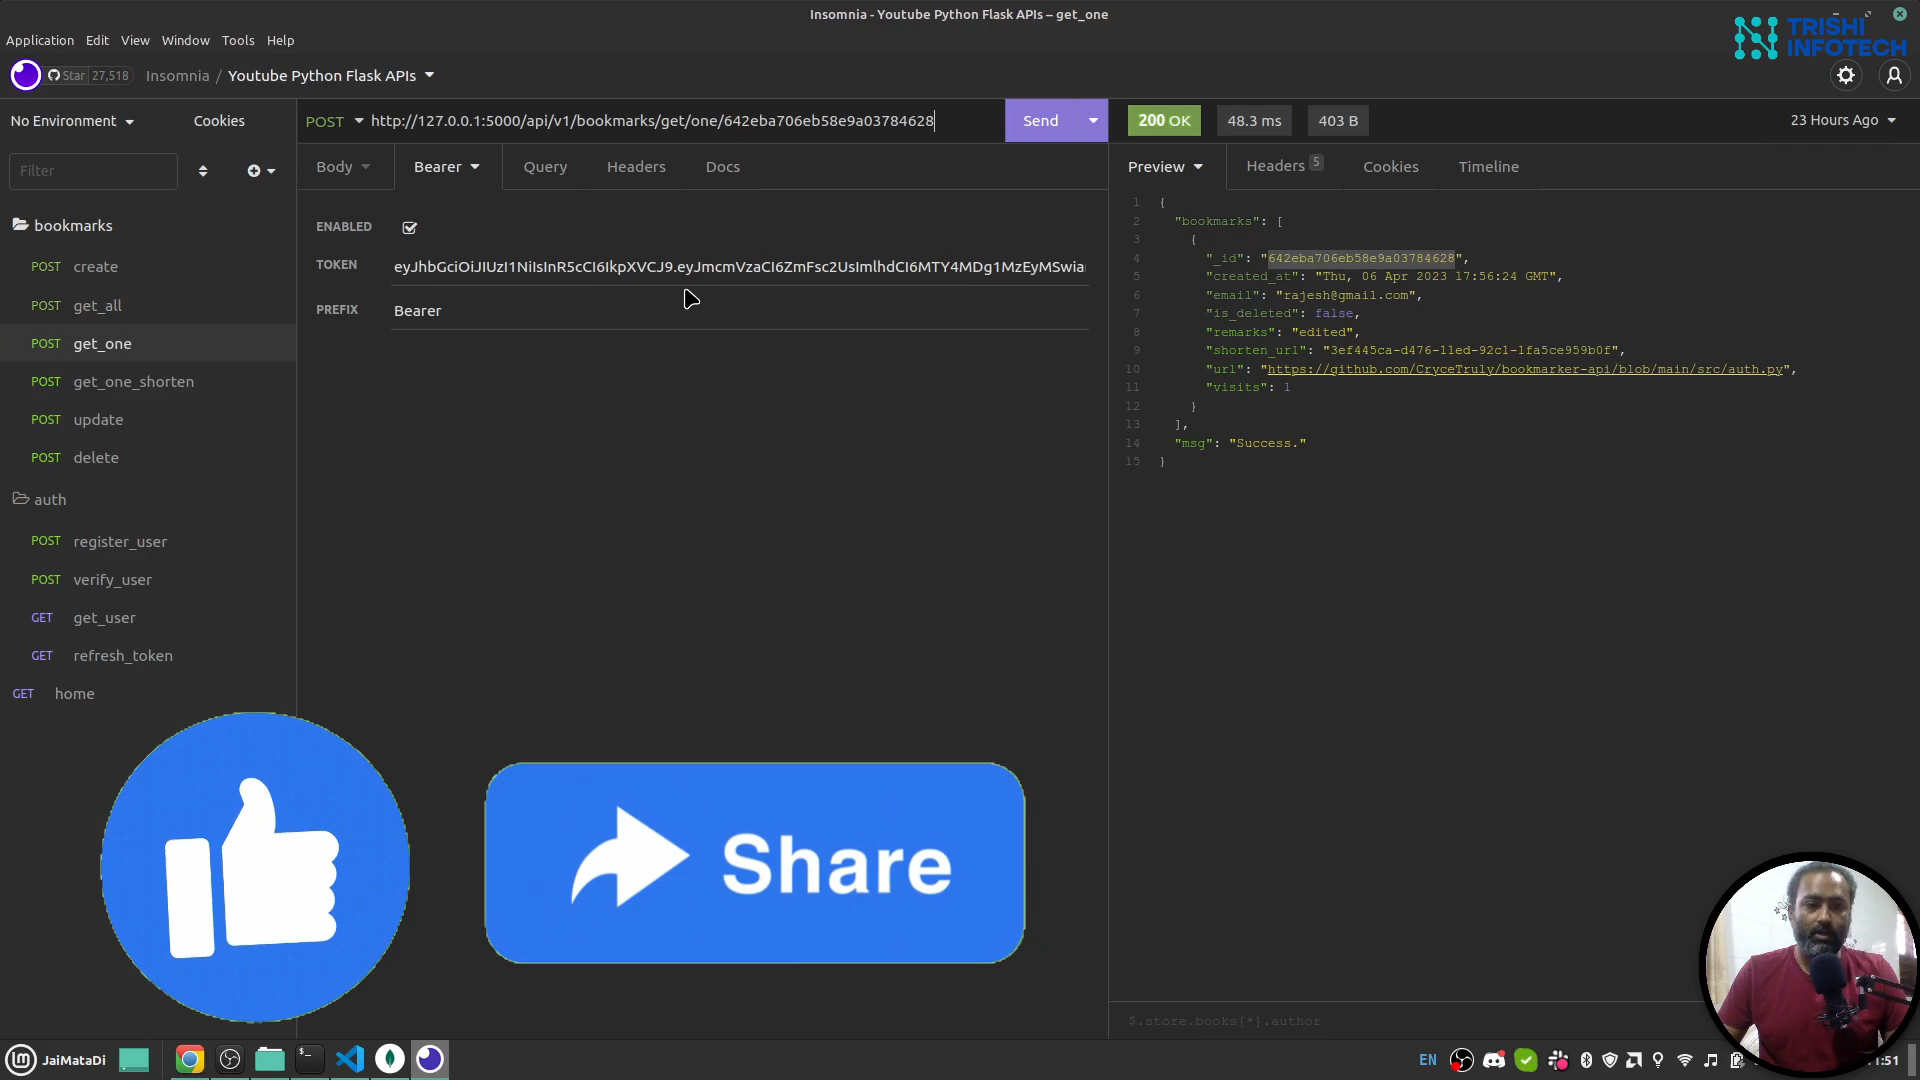 Insomnia - Youtube Python Flask APIs – get_one
TRISHI
INFOTECH
Application Edit View Window Tools Help
Star 27,518 Insomnia / Youtube Python Flask APIs
No Environment Cookies
POST http://127.0.0.1:5000/api/v1/bookmarks/get/one/642eba706eb58e9a03784628 Send
200 OK 48.3 ms 403 B 23 Hours Ago
Filter
Body Bearer Query Headers Docs
Preview Headers 5 Cookies Timeline
bookmarks
POST create
POST get_all
POST get_one
POST get_one_shorten
POST update
POST delete
auth
POST register_user
POST verify_user
GET get_user
GET refresh_token
GET home
ENABLED
TOKEN eyJhbGciOiJIUzI1NiIsInR5cCI6IkpXVCJ9.eyJmcmVzaCI6ZmFsc2UsImlhdCI6MTY4MDg1MzEyMSwia
PREFIX Bearer
1 {
2 "bookmarks": [
3 {
4 "_id": "642eba706eb58e9a03784628",
5 "created_at": "Thu, 06 Apr 2023 17:56:24 GMT",
6 "email": "rajesh@gmail.com",
7 "is_deleted": false,
8 "remarks": "edited",
9 "shorten_url": "3ef445ca-d476-11ed-92c1-1fa5ce959b0f",
10 "url": "https://github.com/CryceTruly/bookmarker-api/blob/main/src/auth.py",
11 "visits": 1
12 }
13 ],
14 "msg": "Success."
15 }
Share
$.store.books[*].author
JaiMataDi
EN
:51